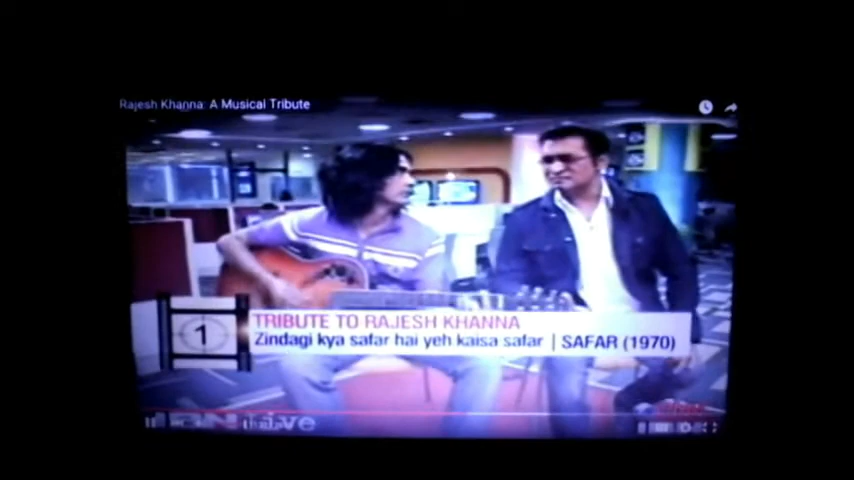 Rajesh Khanna: A Musical Tribute
1
TRIBUTE TO RAJESH KHANNA
Zindagi kya safar hai yeh kaisa safar | SAFAR (1970)